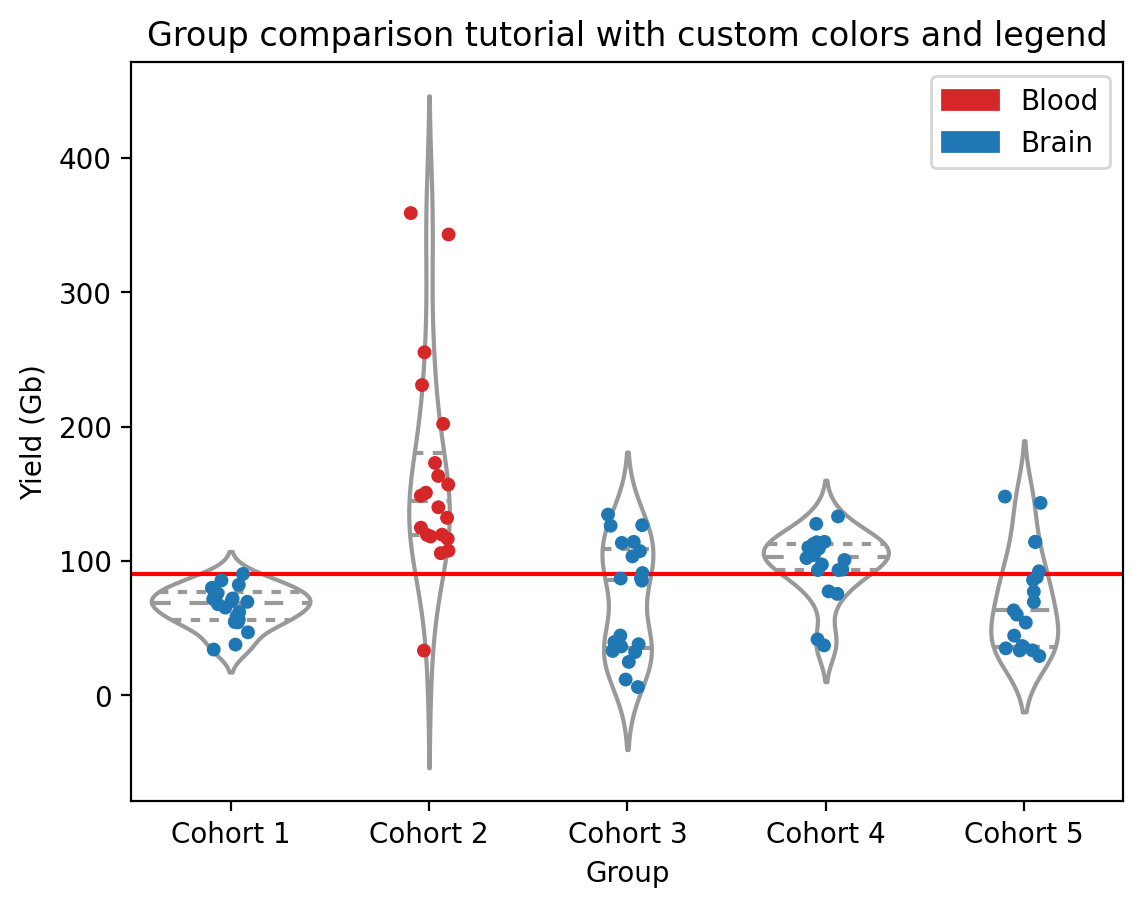 Group comparison tutorial with custom colors and legend
Blood
Brain
400
300
200
100
0
Yield (Gb)
Cohort 1
Cohort 2
Cohort 3
Cohort 4
Cohort 5
Group